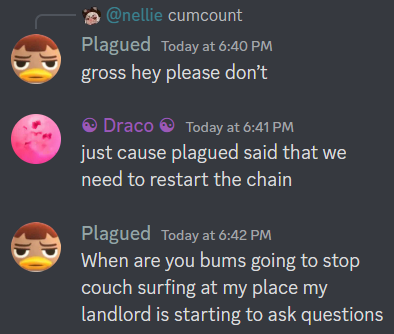 @nellie cumcount
Plagued Today at 6:40 PM
gross hey please don't
☯ Draco ☯ Today at 6:41 PM
just cause plagued said that we
need to restart the chain
Plagued Today at 6:42 PM
When are you bums going to stop
couch surfing at my place my
landlord is starting to ask questions